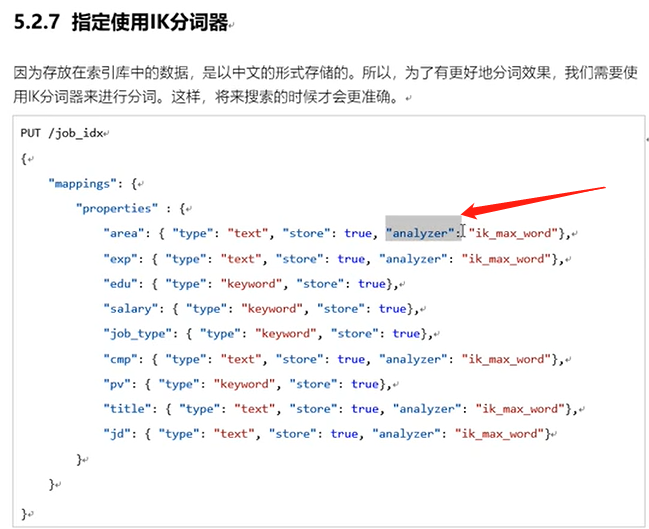 5.2.7 指定使用IK分词器
因为存放在索引库中的数据，是以中文的形式存储的。所以，为了有更好地分词效果，我们需要使
用IK分词器来进行分词。这样，将来搜索的时候才会更准确。
PUT /job_idx
{
"mappings": {
"properties" : {
"area": { "type": "text", "store": true, "analyzer": "ik_max_word"},
"exp": { "type": "text", "store": true, "analyzer": "ik_max_word"},
"edu": { "type": "keyword", "store": true},
"salary": { "type": "keyword", "store": true},
"job_type": { "type": "keyword", "store": true},
"cmp": { "type": "text", "store": true, "analyzer": "ik_max_word"},
"pv": { "type": "keyword", "store": true},
"title": { "type": "text", "store": true, "analyzer": "ik_max_word"},
"jd": { "type": "text", "store": true, "analyzer": "ik_max_word"}
}
}
}